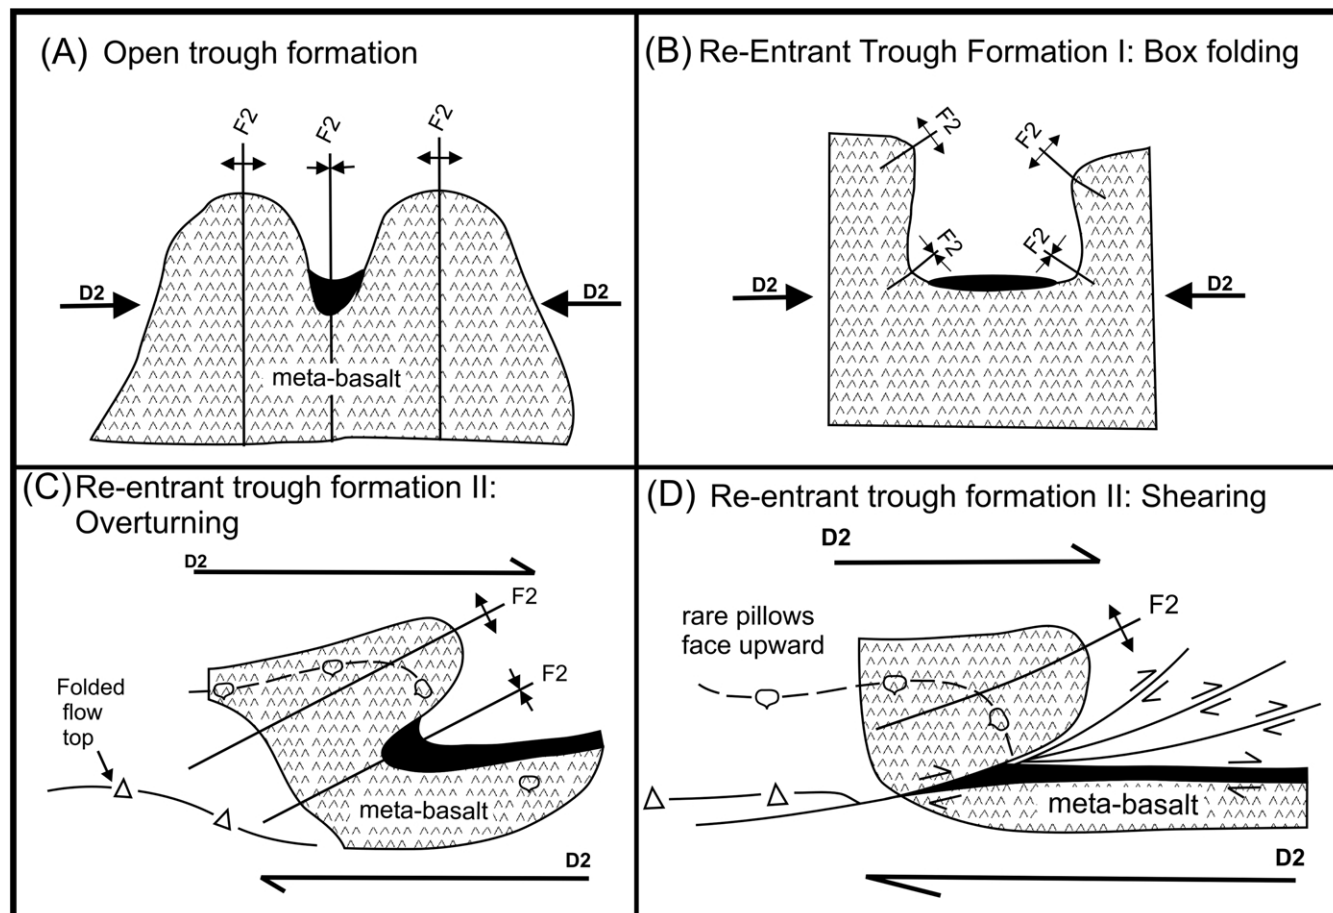 (A) Open trough formation
F2
F2
F2
D2
D2
meta-basalt
(B) Re-Entrant Trough Formation I: Box folding
F2
F2
F2
F2
D2
D2
(C) Re-entrant trough formation II:
Overturning
D2
F2
F2
Folded
flow
top
meta-basalt
D2
(D) Re-entrant trough formation II: Shearing
D2
rare pillows
face upward
F2
meta-basalt
D2